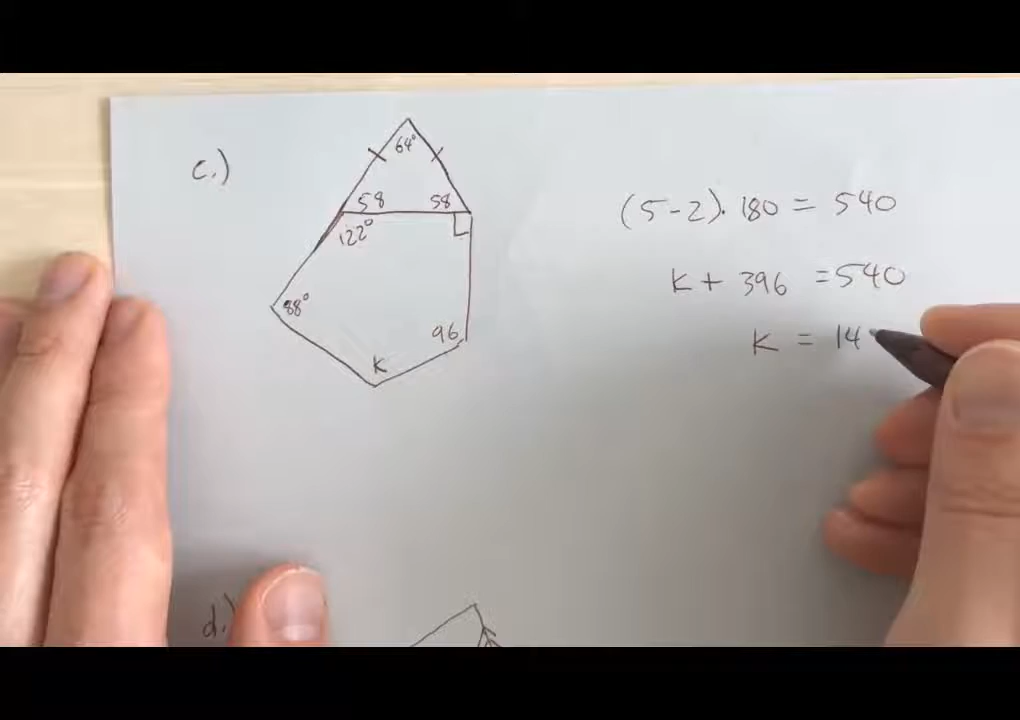 c.)
64°
58 58
122°
88°
96
K
(5-2)·180 = 540
K + 396 = 540
K = 14
d.)